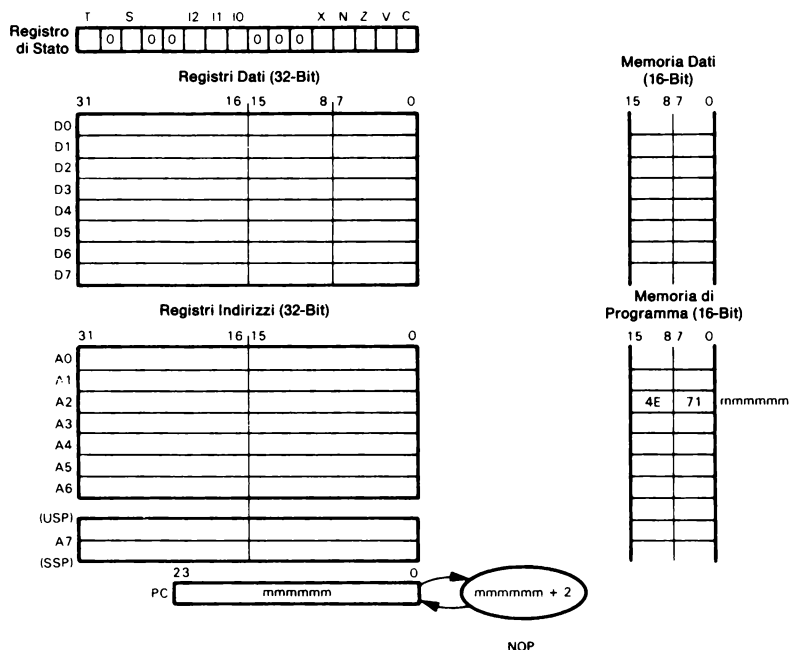 T S I2 I1 I0 X N Z V C
Registro di Stato
0 0 0 0 0 0
Registri Dati (32-Bit)
31 16 15 8 7 0
D0
D1
D2
D3
D4
D5
D6
D7
Memoria Dati
(16-Bit)
15 8 7 0
Registri Indirizzi (32-Bit)
31 16 15 0
A0
A1
A2
A3
A4
A5
A6
(USP)
A7
(SSP)
Memoria di
Programma (16-Bit)
15 8 7 0
4E 71 mmmmmm
23 0
PC mmmmmm
mmmmmm + 2
NOP